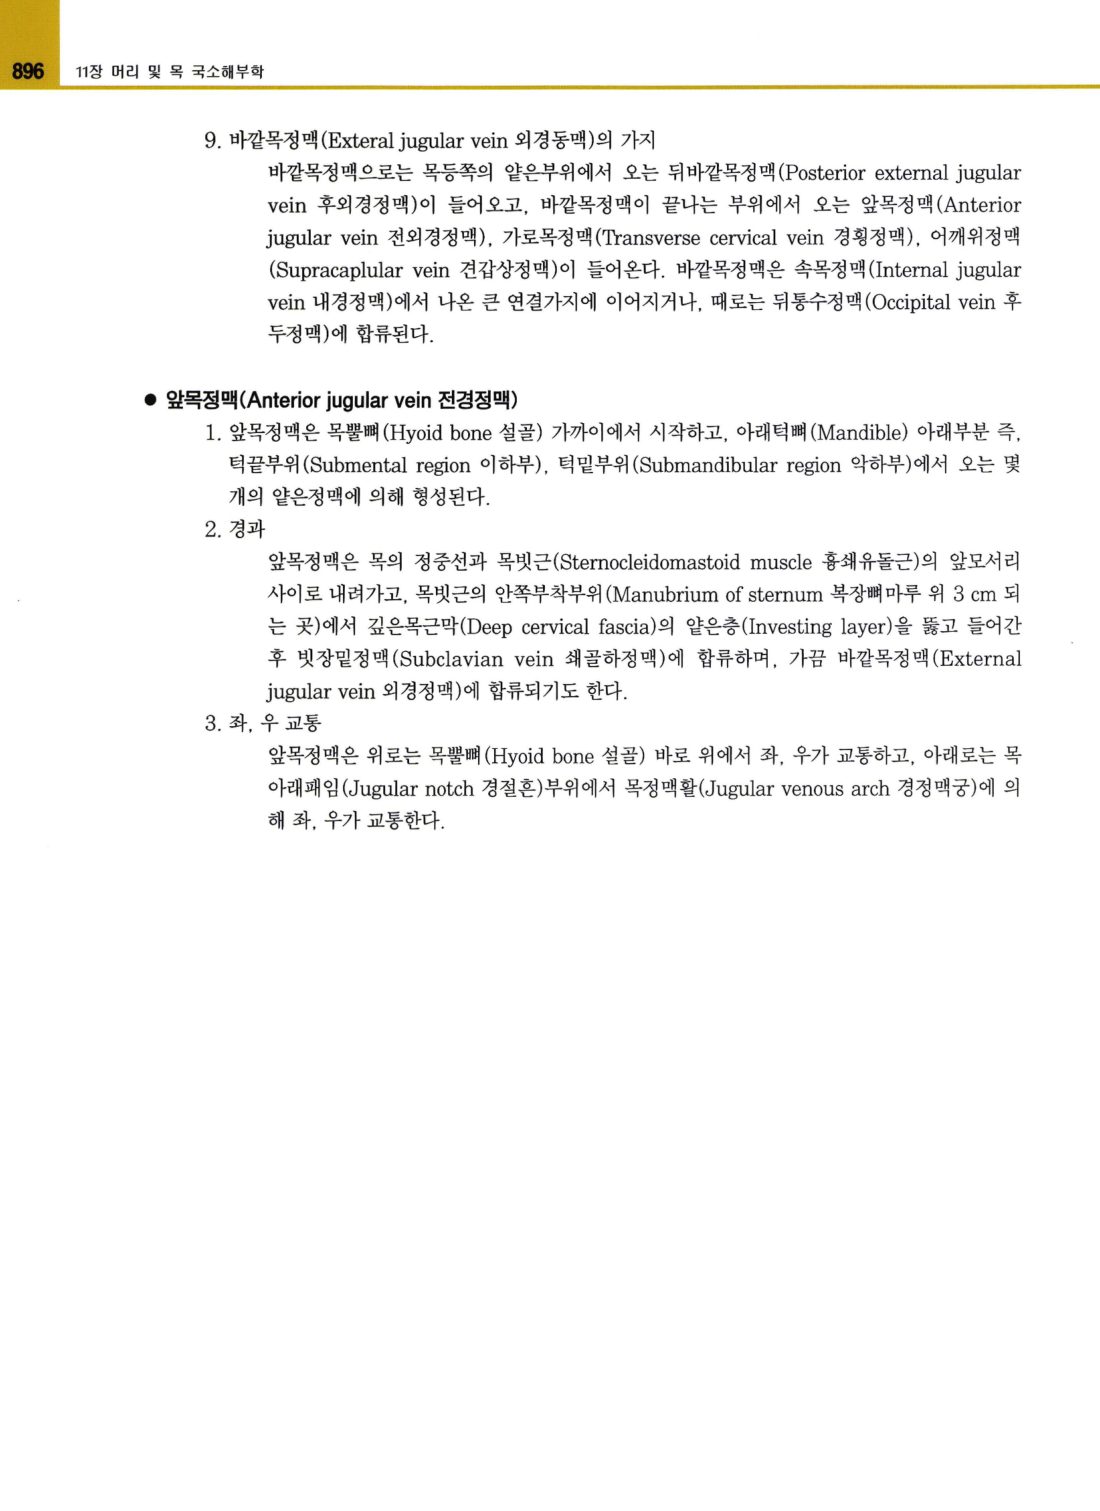 896
11장 머리 및 목 국소해부학
9. 바깥목정맥(Exteral jugular vein 외경동맥)의 가지
바깥목정맥으로는 목등쪽의 얕은부위에서 오는 뒤바깥목정맥(Posterior external jugular
vein 후외경정맥)이 들어오고, 바깥목정맥이 끝나는 부위에서 오는 앞목정맥(Anterior
jugular vein 전외경정맥), 가로목정맥(Transverse cervical vein 경횡정맥), 어깨위정맥
(Supracaplular vein 견갑상정맥)이 들어온다. 바깥목정맥은 속목정맥(Internal jugular
vein 내경정맥)에서 나온 큰 연결가지에 이어지거나, 때로는 뒤통수정맥(Occipital vein 후
두정맥)에 합류된다.
● 앞목정맥(Anterior jugular vein 전경정맥)
1. 앞목정맥은 목뿔뼈(Hyoid bone 설골) 가까이에서 시작하고, 아래턱뼈(Mandible) 아래부분 즉,
턱끝부위(Submental region 이하부), 턱밑부위(Submandibular region 악하부)에서 오는 몇
개의 얕은정맥에 의해 형성된다.
2. 경과
앞목정맥은 목의 정중선과 목빗근(Sternocleidomastoid muscle 흉쇄유돌근)의 앞모서리
사이로 내려가고, 목빗근의 안쪽부착부위(Manubrium of sternum 복장뼈마루 위 3 cm 되
는 곳)에서 깊은목근막(Deep cervical fascia)의 얕은층(Investing layer)을 뚫고 들어간
후 빗장밑정맥(Subclavian vein 쇄골하정맥)에 합류하며, 가끔 바깥목정맥(External
jugular vein 외경정맥)에 합류되기도 한다.
3. 좌, 우 교통
앞목정맥은 위로는 목뿔뼈(Hyoid bone 설골) 바로 위에서 좌, 우가 교통하고, 아래로는 목
아래패임(Jugular notch 경절흔)부위에서 목정맥활(Jugular venous arch 경정맥궁)에 의
해 좌, 우가 교통한다.